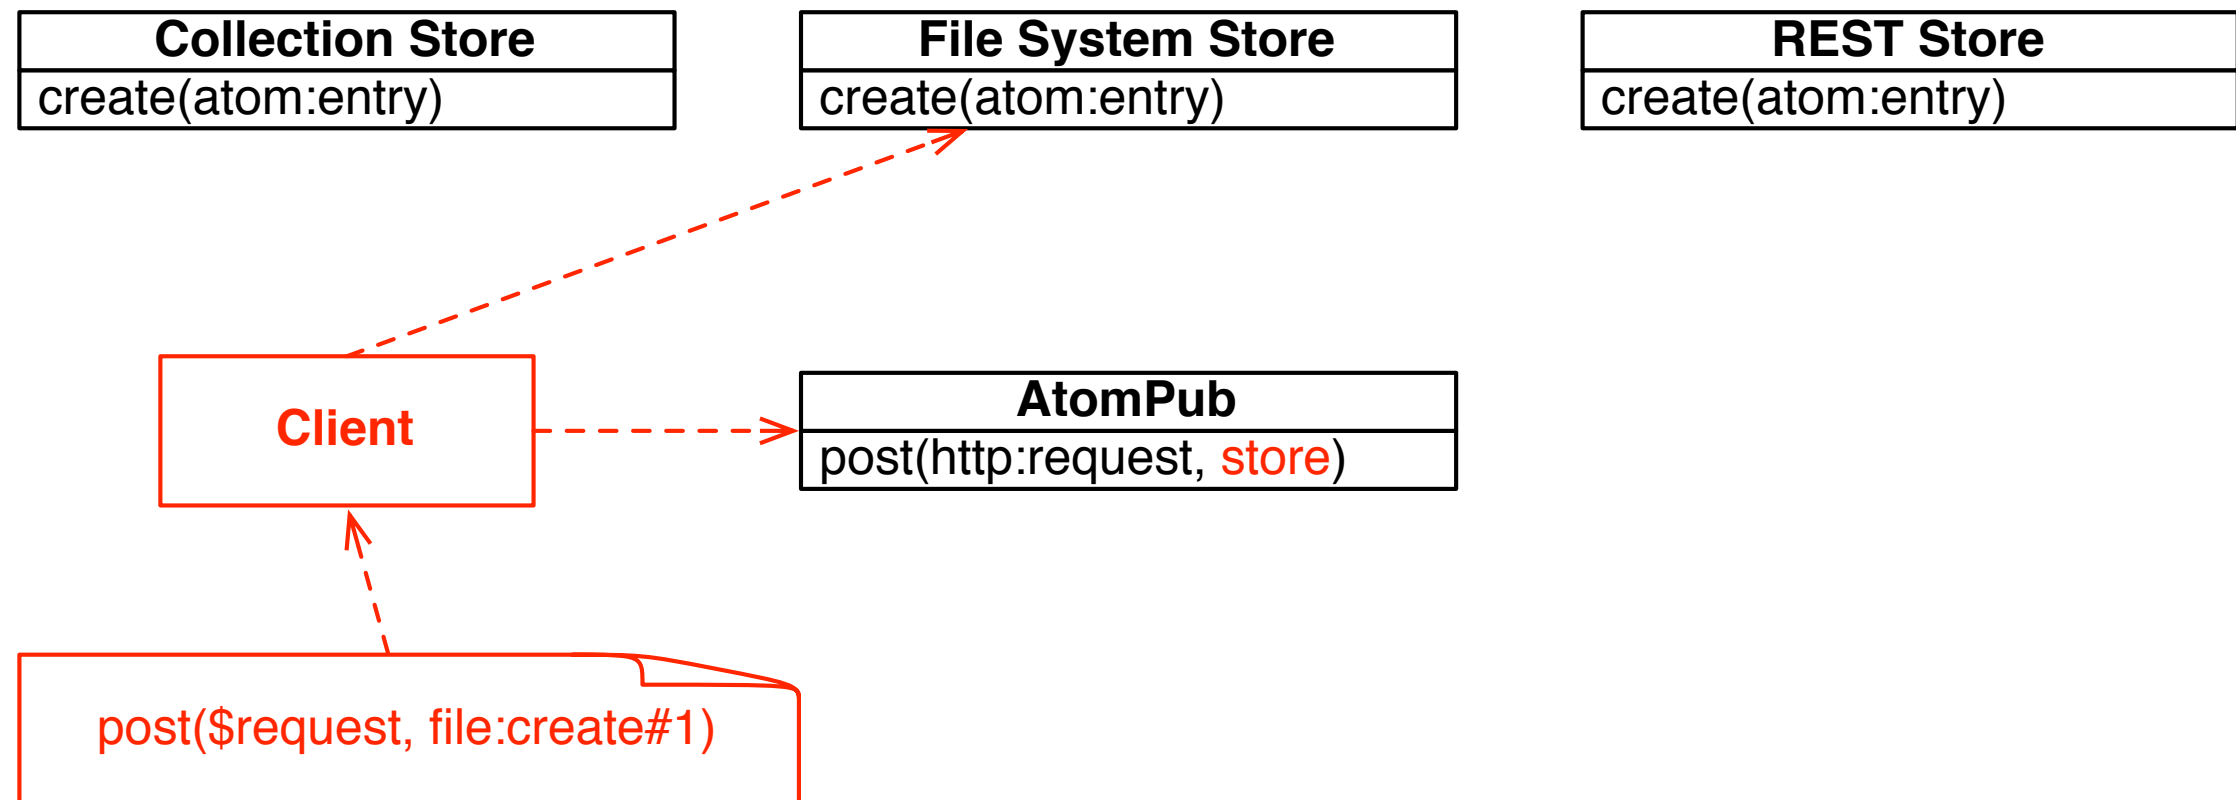 Collection Store
create(atom:entry)
File System Store
create(atom:entry)
REST Store
create(atom:entry)
Client
AtomPub
post(http:request, store)
post($request, file:create#1)